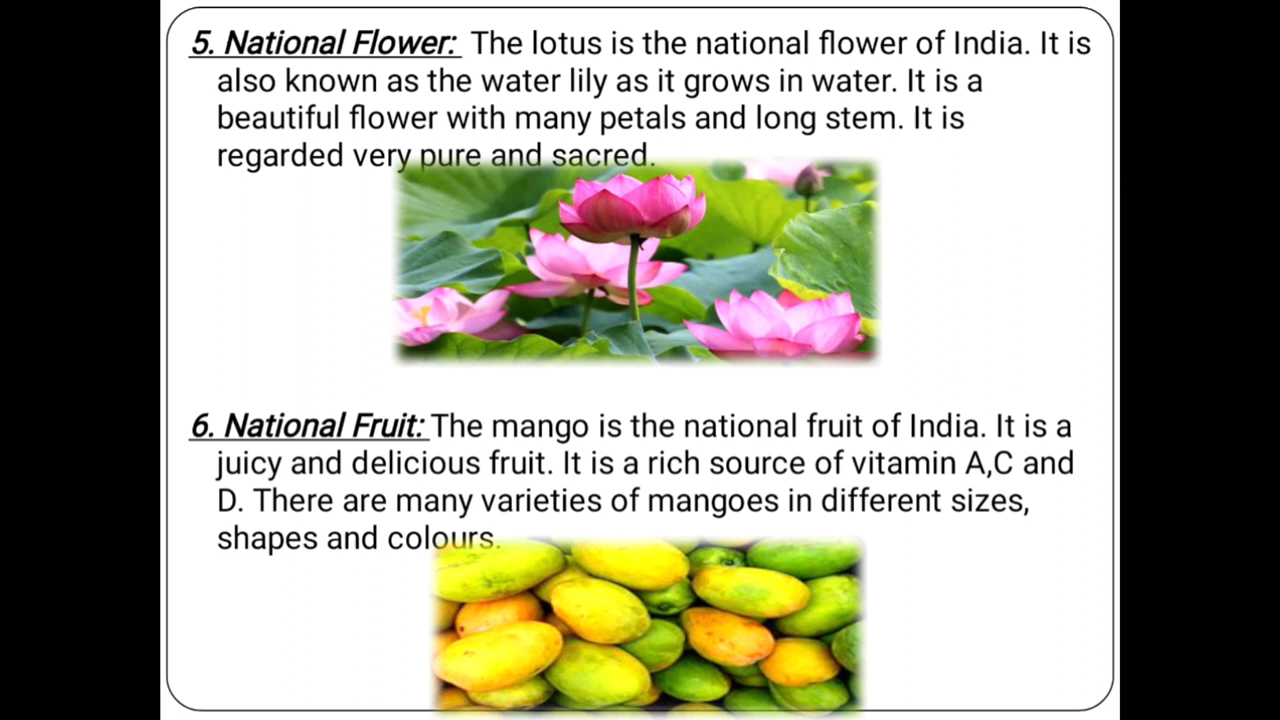 5. National Flower: The lotus is the national flower of India. It is
also known as the water lily as it grows in water. It is a
beautiful flower with many petals and long stem. It is
regarded very pure and sacred.
6. National Fruit: The mango is the national fruit of India. It is a
juicy and delicious fruit. It is a rich source of vitamin A,C and
D. There are many varieties of mangoes in different sizes,
shapes and colours.